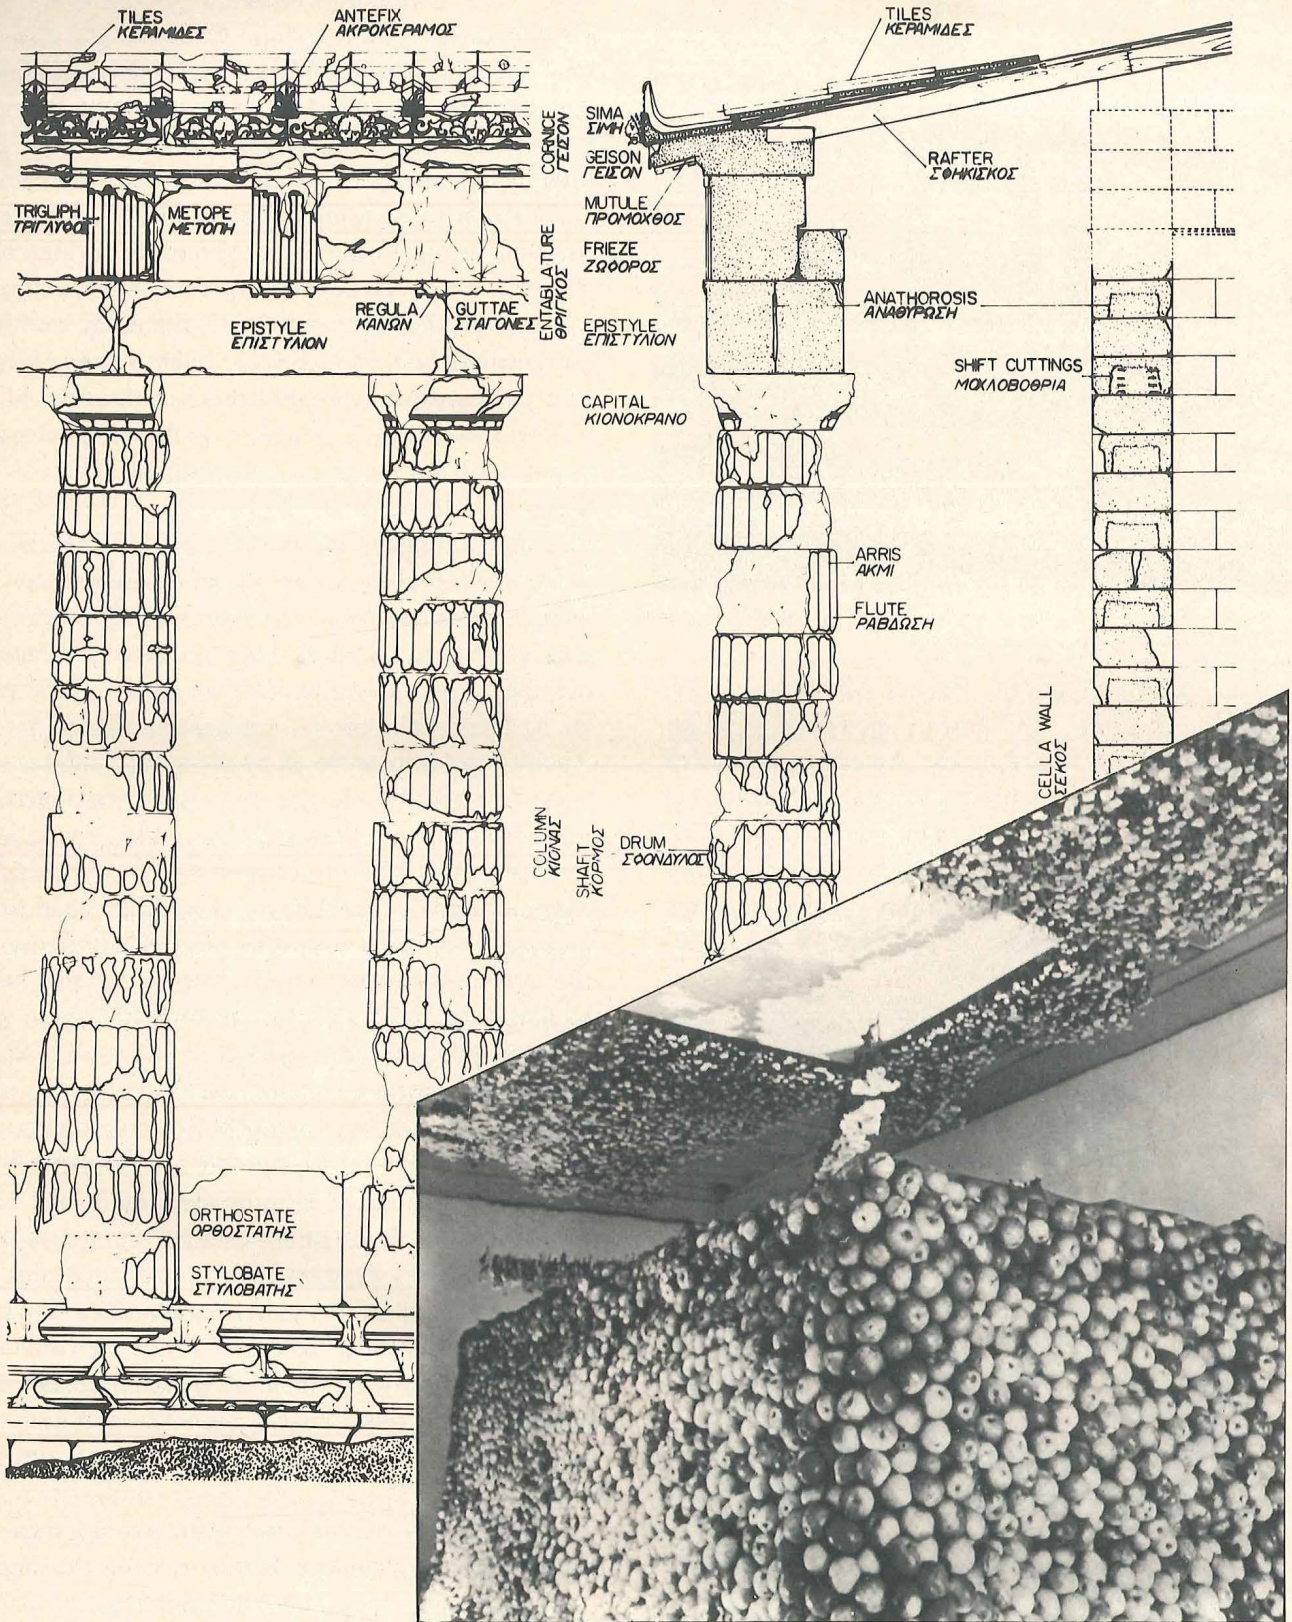 TILES
ΚΕΡΑΜΙΔΕΣ
ANTEFIX
ΑΚΡΟΚΕΡΑΜΟΣ
TRIGLIPH
ΤΡΙΓΛΥΦΟΣ
METOPE
ΜΕΤΟΠΗ
REGULA
ΚΑΝΩΝ
GUTTAE
ΣΤΑΓΟΝΕΣ
EPISTYLE
ΕΠΙΣΤΥΛΙΟΝ
CORNICE
ΓΕΙΣΟΝ
ENTABLATURE
ΘΡΙΓΚΟΣ
TILES
ΚΕΡΑΜΙΔΕΣ
SIMA
ΣΙΜΗ
GEISON
ΓΕΙΣΟΝ
MUTULE
ΠΡΟΜΟΧΘΟΣ
FRIEZE
ΖΩΦΟΡΟΣ
EPISTYLE
ΕΠΙΣΤΥΛΙΟΝ
CAPITAL
ΚΙΟΝΟΚΡΑΝΟ
RAFTER
ΣΦΗΚΙΣΚΟΣ
ANATHOROSIS
ΑΝΑΘΥΡΩΣΗ
SHIFT CUTTINGS
ΜΟΧΛΟΒΟΘΡΙΑ
ARRIS
ΑΚΜΙ
FLUTE
ΡΑΒΔΩΣΗ
CELLA WALL
ΣΕΚΟΣ
COLUMN
ΚΙΟΝΑΣ
SHAFT
ΚΟΡΜΟΣ
DRUM
ΣΦΟΝΔΥΛΟΣ
ORTHOSTATE
ΟΡΘΟΣΤΑΤΗΣ
STYLOBATE
ΣΤΥΛΟΒΑΤΗΣ